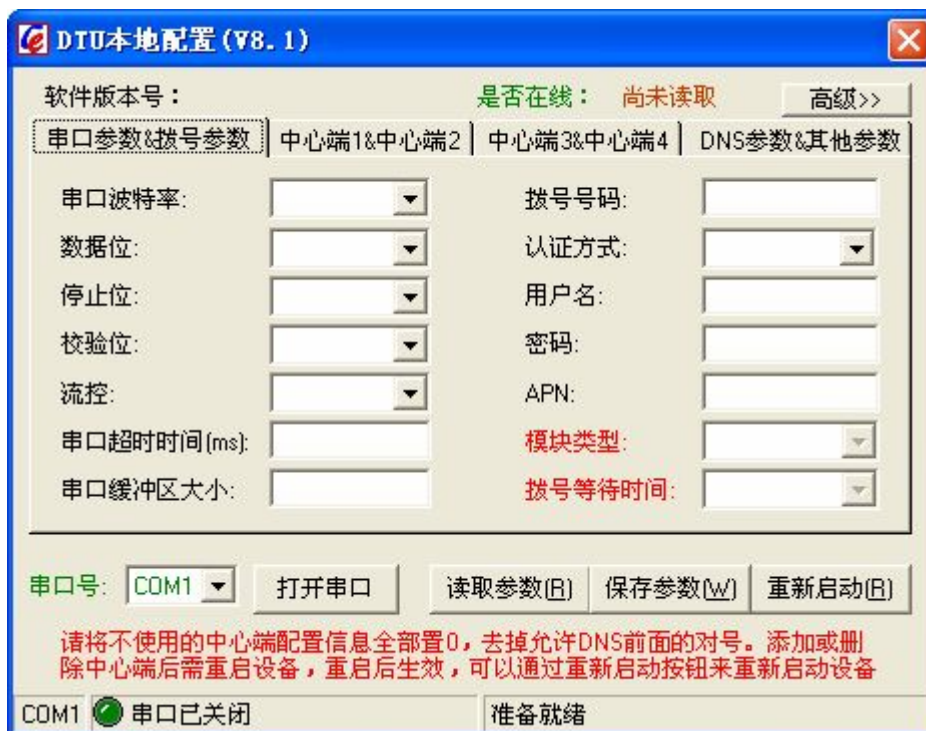 DTU本地配置(V8.1)
软件版本号： 是否在线： 尚未读取 高级>>
串口参数&拨号参数 中心端1&中心端2 中心端3&中心端4 DNS参数&其他参数
串口波特率: 拨号号码:
数据位: 认证方式:
停止位: 用户名:
校验位: 密码:
流控: APN:
串口超时时间(ms): 模块类型:
串口缓冲区大小: 拨号等待时间:
串口号: COM1 打开串口 读取参数(R) 保存参数(W) 重新启动(R)
请将不使用的中心端配置信息全部置0，去掉允许DNS前面的对号。添加或删
除中心端后需重启设备，重启后生效，可以通过重新启动按钮来重新启动设备
COM1 串口已关闭 准备就绪